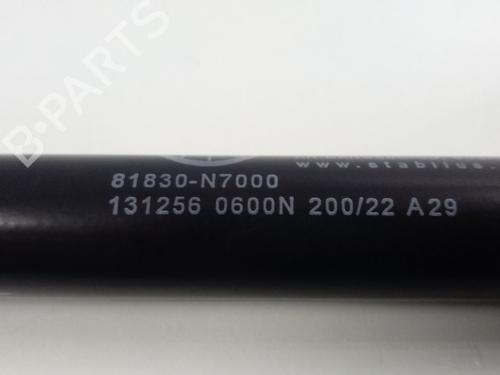 B-PARTS
www.stabilus.
81830-N7000
131256 0600N 200/22 A29